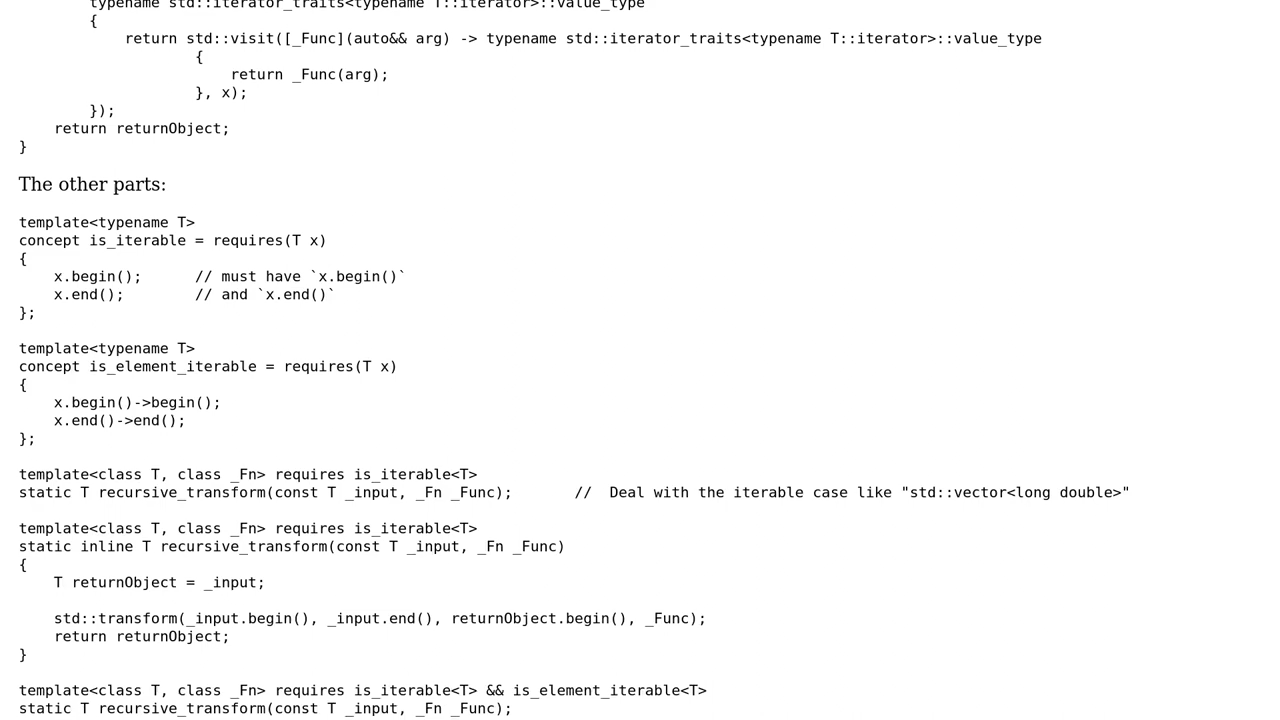 typename std::iterator_traits<typename T::iterator>::value_type
{
return std::visit([_Func](auto&& arg) -> typename std::iterator_traits<typename T::iterator>::value_type
{
return _Func(arg);
}, x);
});
return returnObject;
}
The other parts:
template<typename T>
concept is_iterable = requires(T x)
{
x.begin();      // must have `x.begin()`
x.end();        // and `x.end()`
};
template<typename T>
concept is_element_iterable = requires(T x)
{
x.begin()->begin();
x.end()->end();
};
template<class T, class _Fn> requires is_iterable<T>
static T recursive_transform(const T _input, _Fn _Func);       //  Deal with the iterable case like "std::vector<long double>"
template<class T, class _Fn> requires is_iterable<T>
static inline T recursive_transform(const T _input, _Fn _Func)
{
T returnObject = _input;
std::transform(_input.begin(), _input.end(), returnObject.begin(), _Func);
return returnObject;
}
template<class T, class _Fn> requires is_iterable<T> && is_element_iterable<T>
static T recursive_transform(const T _input, _Fn _Func);